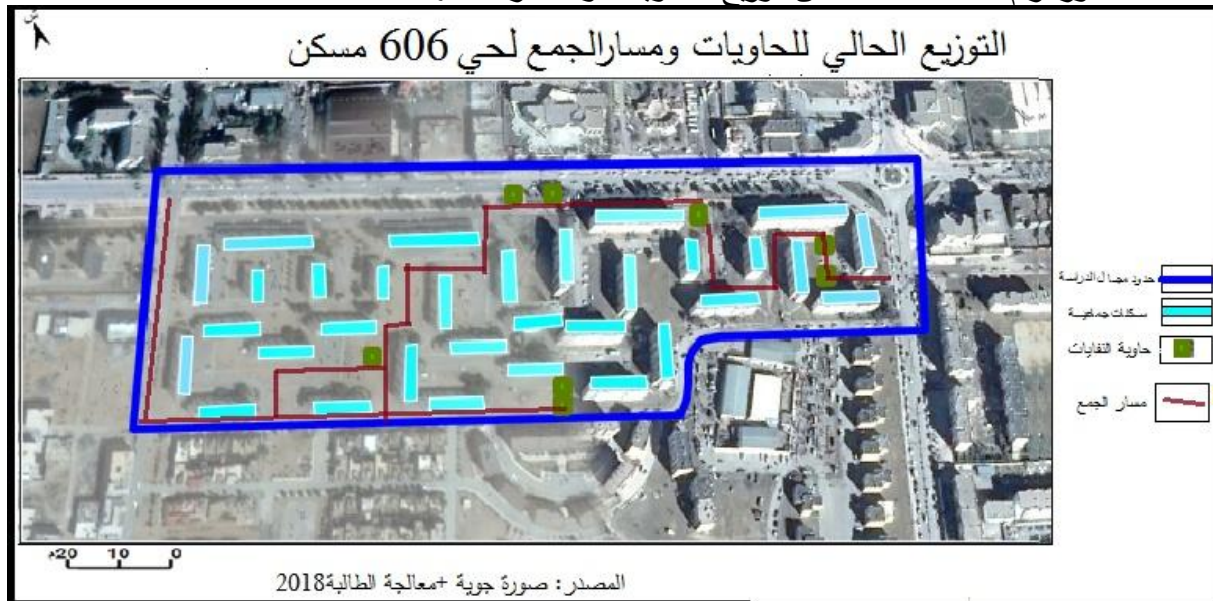 ش
التوزيع الحالي للحاويات ومسارالجمع لحي 606 مسكن
حدود مجال الدراسة
سكنات جماعية
حاوية النفايات
مسار الجمع
0 10 20م
المصدر: صورة جوية +معالجة الطالبة2018